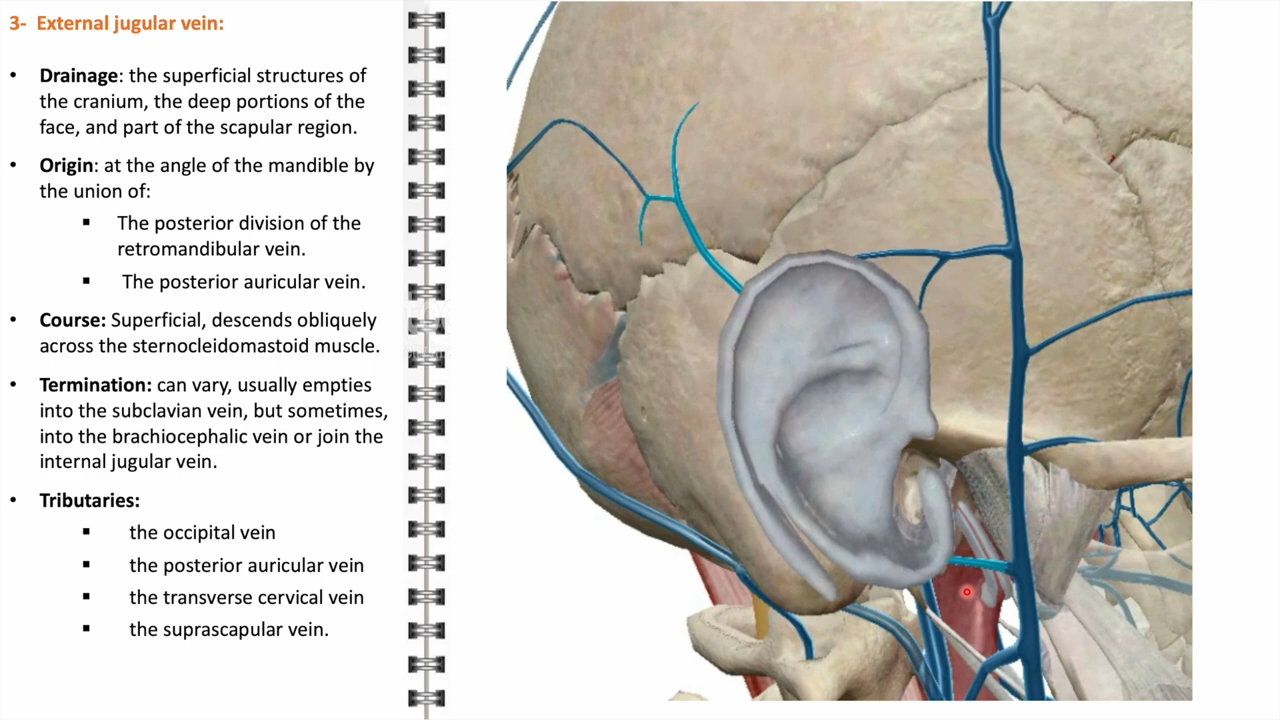 3- External jugular vein:
• Drainage: the superficial structures of
the cranium, the deep portions of the
face, and part of the scapular region.
• Origin: at the angle of the mandible by
the union of:
▪ The posterior division of the
retromandibular vein.
▪ The posterior auricular vein.
• Course: Superficial, descends obliquely
across the sternocleidomastoid muscle.
• Termination: can vary, usually empties
into the subclavian vein, but sometimes,
into the brachiocephalic vein or join the
internal jugular vein.
• Tributaries:
▪ the occipital vein
▪ the posterior auricular vein
▪ the transverse cervical vein
▪ the suprascapular vein.